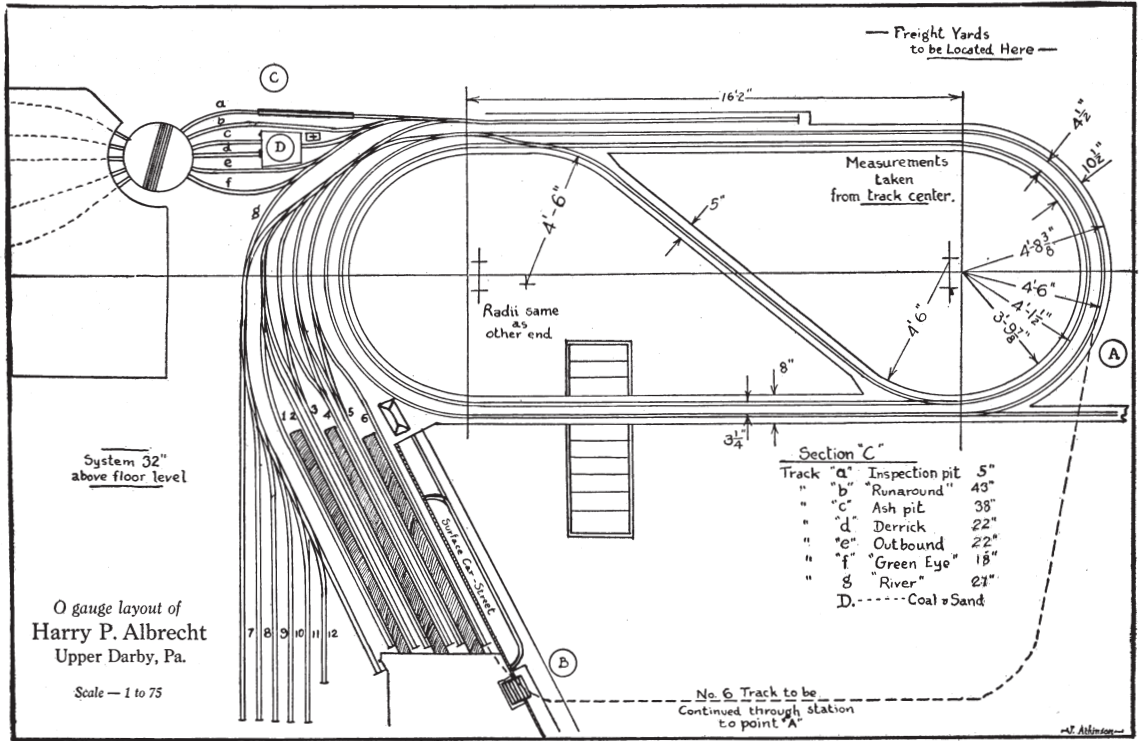 — Freight Yards
to be Located Here —
C
a
b
c
d
e
f
g
D
16'2"
4½"
10½"
Measurements
taken
from track center.
5"
4'-6"
4'-8⅜"
4'-6"
4'-1½"
3'-9⅞"
4'6"
Radii same
as
other end
A
8"
3¼"
1 2 3 4 5 6
System 32"
above floor level
Surface Car-Street
Section "C"
Track "a" Inspection pit 5"
" "b" "Runaround" 43"
" "c" Ash pit 38"
" "d" Derrick 22"
" "e" Outbound 22"
" "f" "Green Eye" 18"
" g "River" 27"
D. ------ Coal & Sand
O gauge layout of
Harry P. Albrecht
Upper Darby, Pa.
Scale — 1 to 75
7 8 9 10 11 12
B
No. 6 Track to be
Continued through station
to point "A"
J. Atkinson